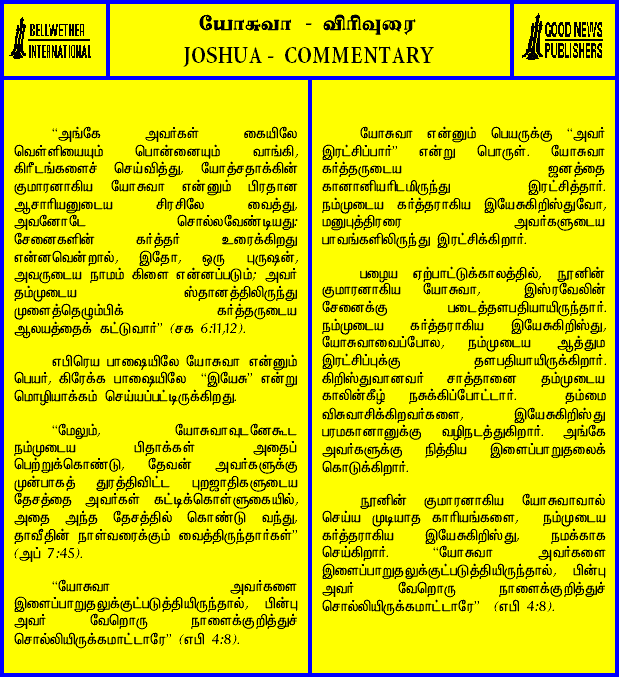 BELLWETHER
INTERNATIONAL
யோசுவா - விரிவுரை
JOSHUA - COMMENTARY
GOOD NEWS
PUBLISHERS
“அங்கே அவர்கள் கையிலே
வெள்ளியையும் பொன்னையும் வாங்கி,
கிரீடங்களைச் செய்வித்து, யோத்சதாக்கின்
குமாரனாகிய யோசுவா என்னும் பிரதான
ஆசாரியனுடைய சிரசிலே வைத்து,
அவனோடே சொல்லவேண்டியது:
சேனைகளின் கர்த்தர் உரைக்கிறது
என்னவென்றால், இதோ, ஒரு புருஷன்,
அவருடைய நாமம் கிளை என்னப்படும்; அவர்
தம்முடைய ஸ்தானத்திலிருந்து
முளைத்தெழும்பிக் கர்த்தருடைய
ஆலயத்தைக் கட்டுவார்” (சக 6:11,12).
எபிரெய பாஷையிலே யோசுவா என்னும்
பெயர், கிரேக்க பாஷையிலே “இயேசு” என்று
மொழியாக்கம் செய்யப்பட்டிருக்கிறது.
“மேலும், யோசுவாவுடனேகூட
நம்முடைய பிதாக்கள் அதைப்
பெற்றுக்கொண்டு, தேவன் அவர்களுக்கு
முன்பாகத் துரத்திவிட்ட புறஜாதிகளுடைய
தேசத்தை அவர்கள் கட்டிக்கொள்ளுகையில்,
அதை அந்த தேசத்தில் கொண்டு வந்து,
தாவீதின் நாள்வரைக்கும் வைத்திருந்தார்கள்”
(அப் 7:45).
“யோசுவா அவர்களை
இளைப்பாறுதலுக்குட்படுத்தியிருந்தால், பின்பு
அவர் வேறொரு நாளைக்குறித்துச்
சொல்லியிருக்கமாட்டாரே” (எபி 4:8).
யோசுவா என்னும் பெயருக்கு “அவர்
இரட்சிப்பார்” என்று பொருள். யோசுவா
கர்த்தருடைய ஜனத்தை
கானானியரிடமிருந்து இரட்சித்தார்.
நம்முடைய கர்த்தராகிய இயேசுகிறிஸ்துவோ,
மனுபுத்திரரை அவர்களுடைய
பாவங்களிலிருந்து இரட்சிக்கிறார்.
பழைய ஏற்பாட்டுக்காலத்தில், நூனின்
குமாரனாகிய யோசுவா, இஸ்ரவேலின்
சேனைக்கு படைத்தளபதியாயிருந்தார்.
நம்முடைய கர்த்தராகிய இயேசுகிறிஸ்து,
யோசுவாவைப்போல, நம்முடைய ஆத்தும
இரட்சிப்புக்கு தளபதியாயிருக்கிறார்.
கிறிஸ்துவானவர் சாத்தானை தம்முடைய
காலின்கீழ் நசுக்கிப்போட்டார். தம்மை
விசுவாசிக்கிறவர்களை, இயேசுகிறிஸ்து
பரமகானானுக்கு வழிநடத்துகிறார். அங்கே
அவர்களுக்கு நித்திய இளைப்பாறுதலைக்
கொடுக்கிறார்.
நூனின் குமாரனாகிய யோசுவாவால்
செய்ய முடியாத காரியங்களை, நம்முடைய
கர்த்தராகிய இயேசுகிறிஸ்து, நமக்காக
செய்கிறார். “யோசுவா அவர்களை
இளைப்பாறுதலுக்குட்படுத்தியிருந்தால், பின்பு
அவர் வேறொரு நாளைக்குறித்துச்
சொல்லியிருக்கமாட்டாரே” (எபி 4:8).